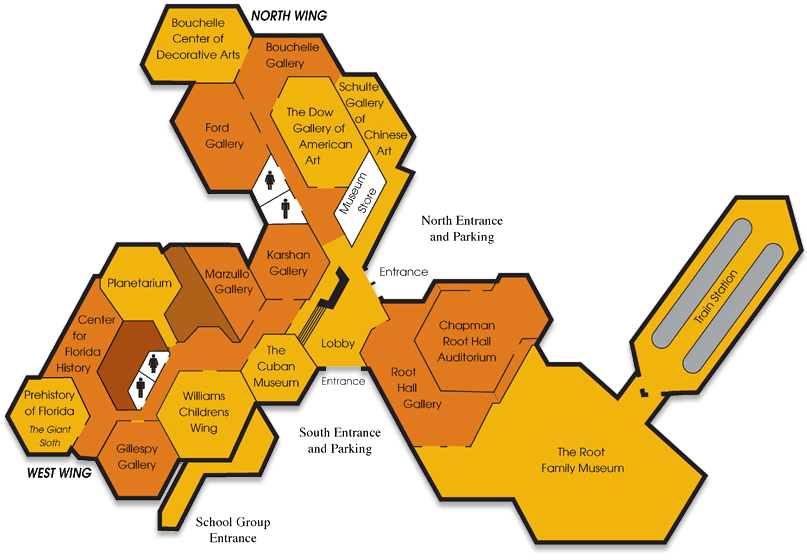 NORTH WING
Bouchelle
Center of
Decorative Arts
Bouchelle
Gallery
Ford
Gallery
The Dow
Gallery of
American
Art
Schulte
Gallery
of
Chinese
Art
Museum
Store
North Entrance
and Parking
Entrance
Karshan
Gallery
Marzullo
Gallery
Planetarium
Center
for
Florida
History
Prehistory
of Florida
The Giant
Sloth
WEST WING
Gillespy
Gallery
Williams
Childrens
Wing
The
Cuban
Museum
Lobby
Entrance
South Entrance
and Parking
School Group
Entrance
Chapman
Root Hall
Auditorium
Root
Hall
Gallery
The Root
Family Museum
Train Station